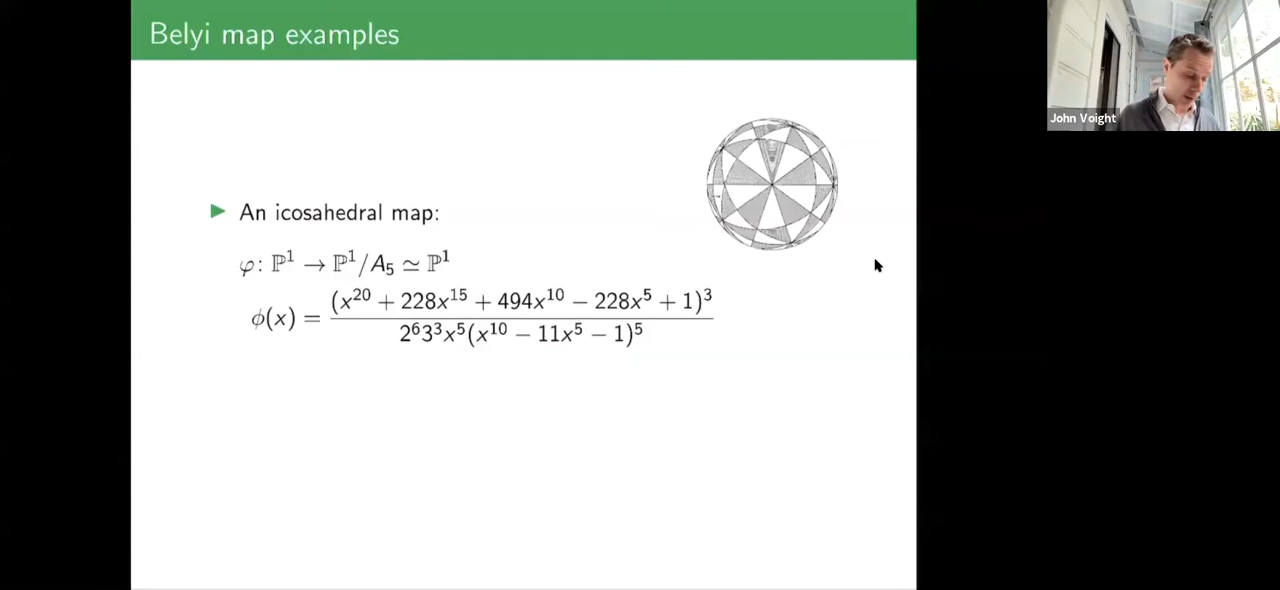 Belyi map examples
John Voight
▶ An icosahedral map:
φ: ℙ¹ → ℙ¹/A₅ ≃ ℙ¹
ϕ(x) = (x²⁰ + 228x¹⁵ + 494x¹⁰ − 228x⁵ + 1)³
2⁶3³x⁵(x¹⁰ − 11x⁵ − 1)⁵